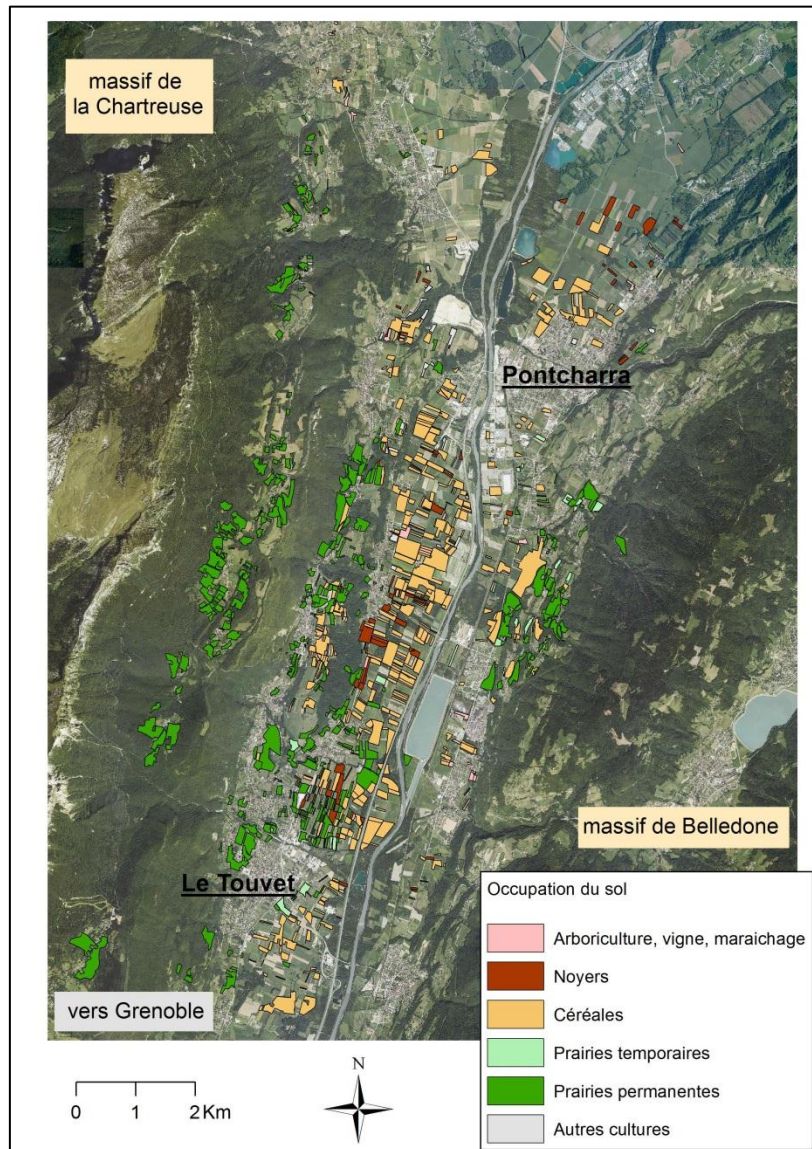 massif de
la Chartreuse
Pontcharra
massif de Belledone
Le Touvet
vers Grenoble
Occupation du sol
Arboriculture, vigne, maraichage
Noyers
Céréales
Prairies temporaires
Prairies permanentes
Autres cultures
N
0 1 2 Km